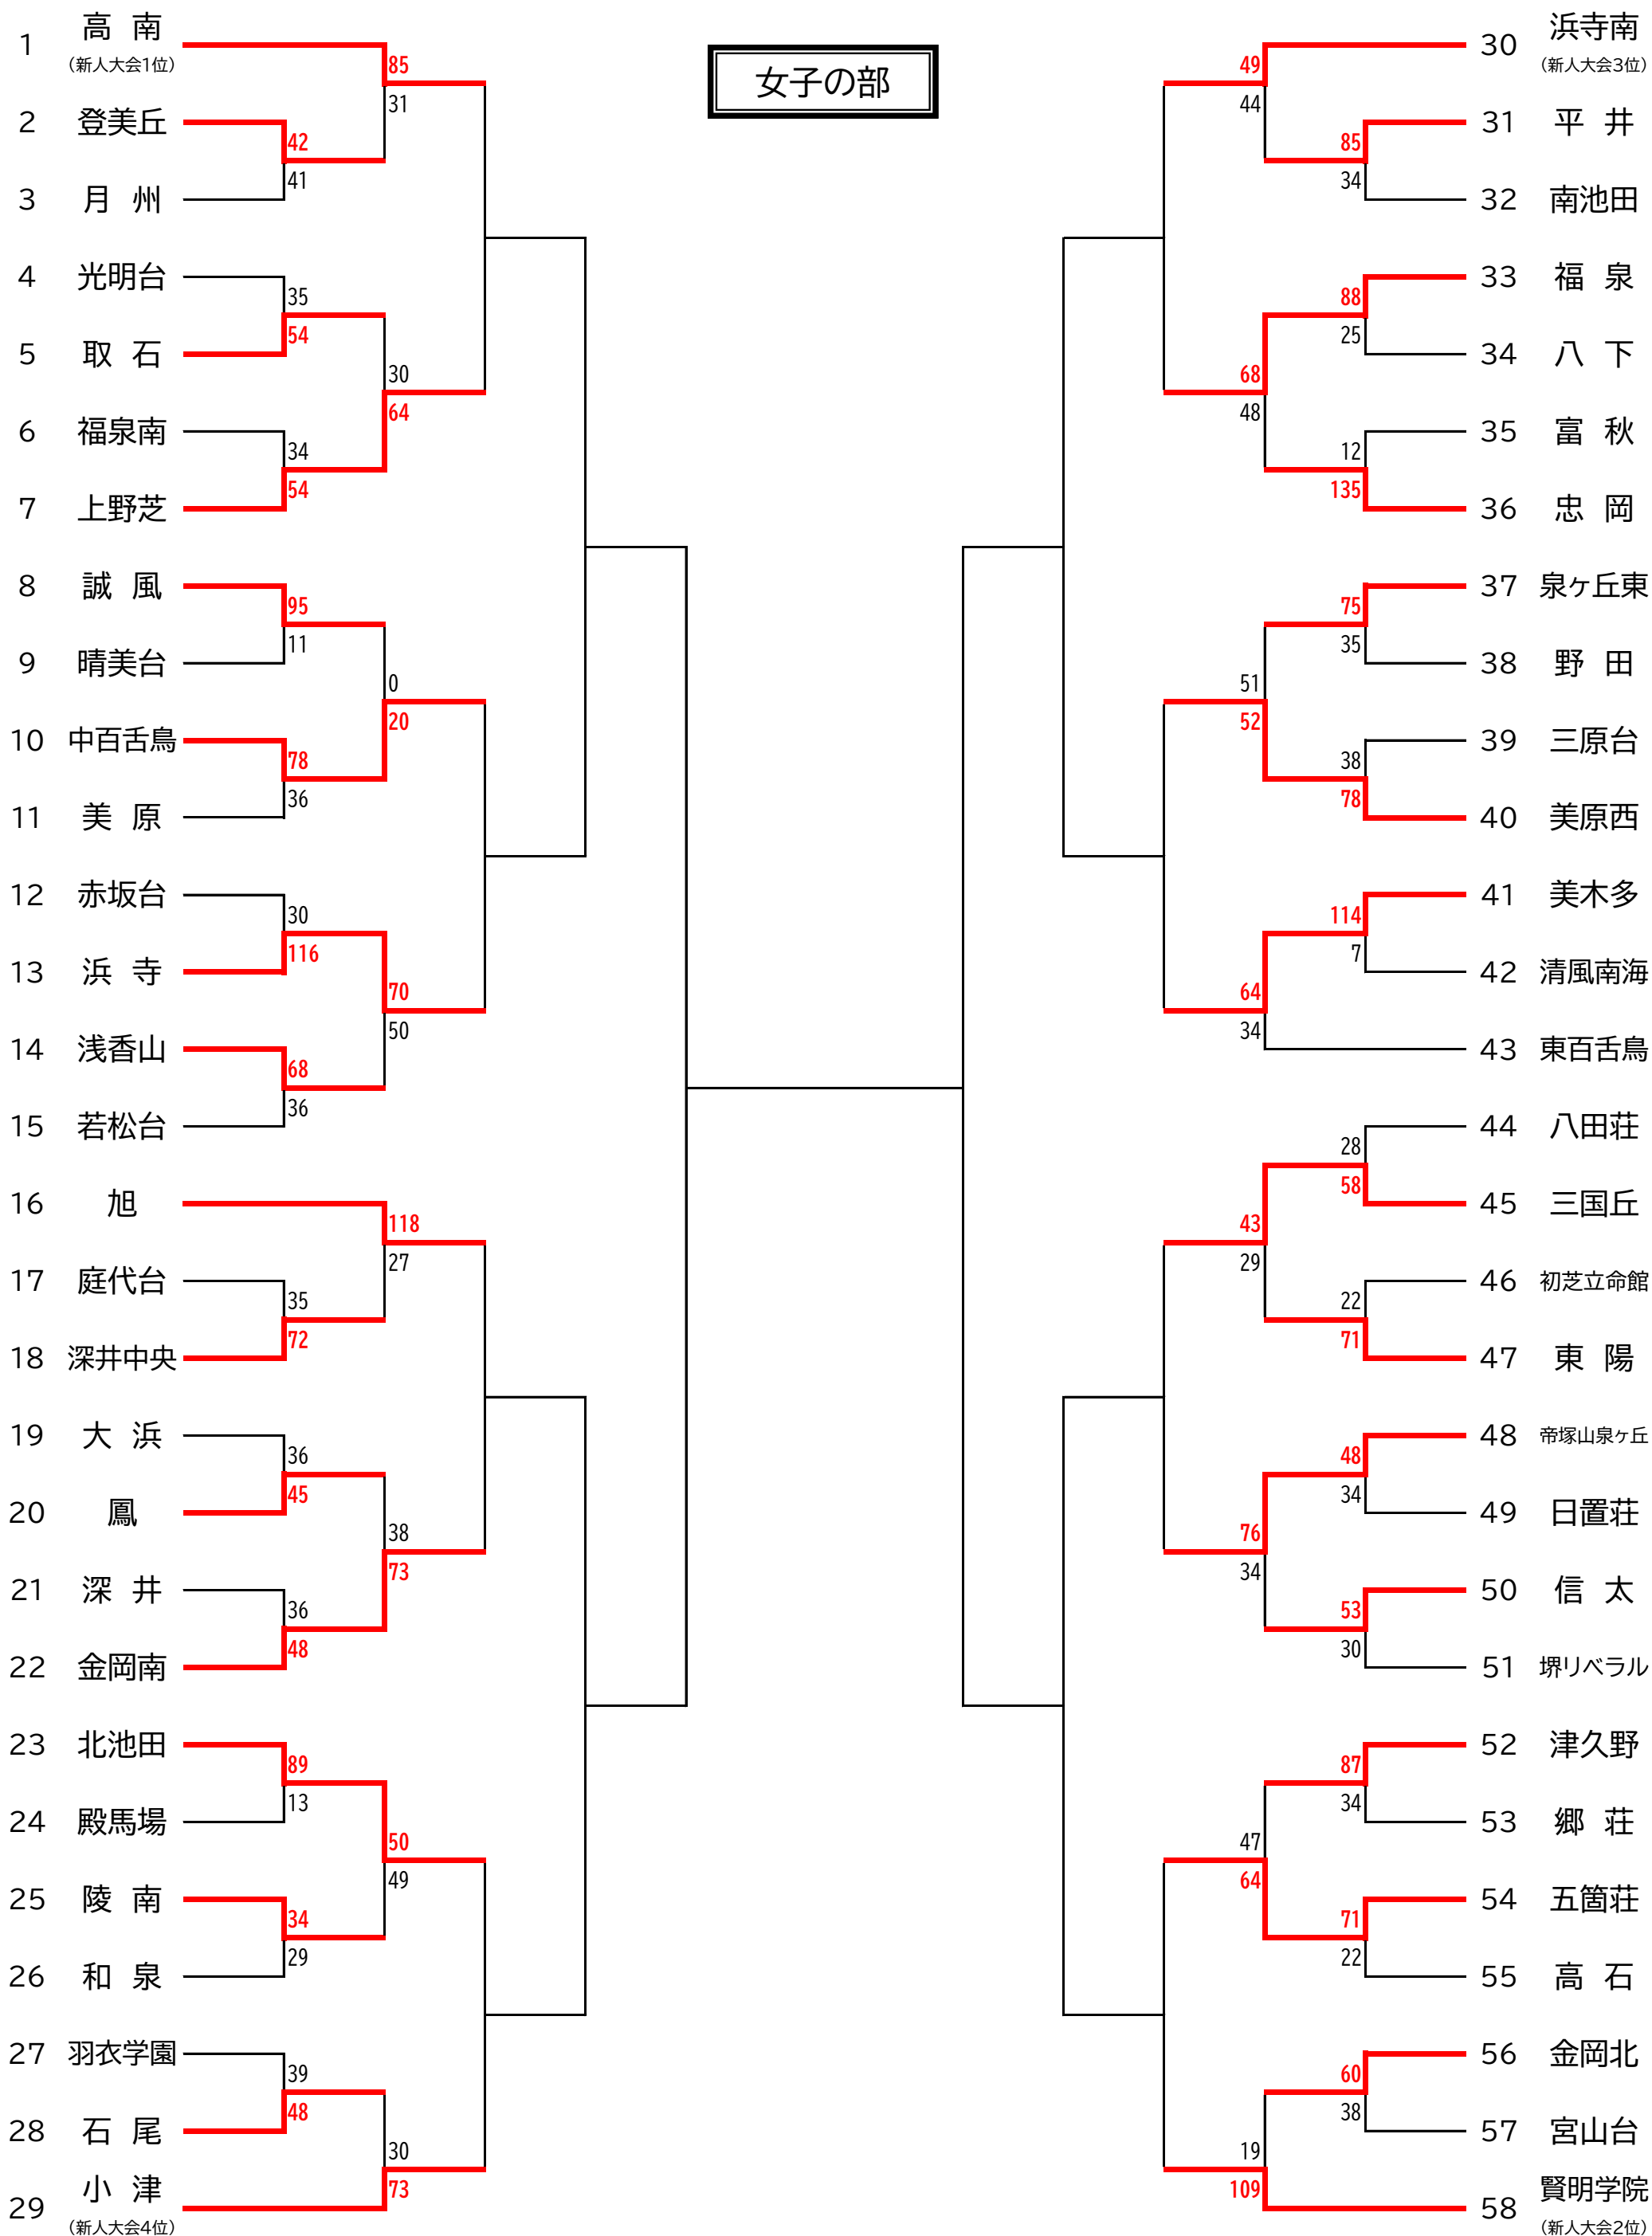 女子の部
1 高 南
(新人大会1位)
85
31
2 登美丘
42
41
3 月 州
4 光明台
35
54
5 取 石
30
64
6 福泉南
34
54
7 上野芝
8 誠 風
95
11
9 晴美台
0
20
10 中百舌鳥
78
36
11 美 原
12 赤坂台
30
116
13 浜 寺
70
50
14 浅香山
68
36
15 若松台
16 旭
118
27
17 庭代台
35
72
18 深井中央
19 大 浜
36
45
20 鳳
38
73
21 深 井
36
48
22 金岡南
23 北池田
89
13
24 殿馬場
50
49
25 陵 南
34
29
26 和 泉
27 羽衣学園
39
48
28 石 尾
30
73
29 小 津
(新人大会4位)
30 浜寺南
(新人大会3位)
49
44
31 平 井
85
34
32 南池田
33 福 泉
88
25
34 八 下
68
48
35 富 秋
12
135
36 忠 岡
37 泉ヶ丘東
75
35
38 野 田
51
52
39 三原台
38
78
40 美原西
41 美木多
114
7
42 清風南海
64
34
43 東百舌鳥
44 八田荘
28
58
45 三国丘
43
29
46 初芝立命館
22
71
47 東 陽
48 帝塚山泉ヶ丘
48
34
49 日置荘
76
34
50 信 太
53
30
51 堺リベラル
52 津久野
87
34
53 郷 荘
47
64
54 五箇荘
71
22
55 高 石
56 金岡北
60
38
57 宮山台
19
109
58 賢明学院
(新人大会2位)